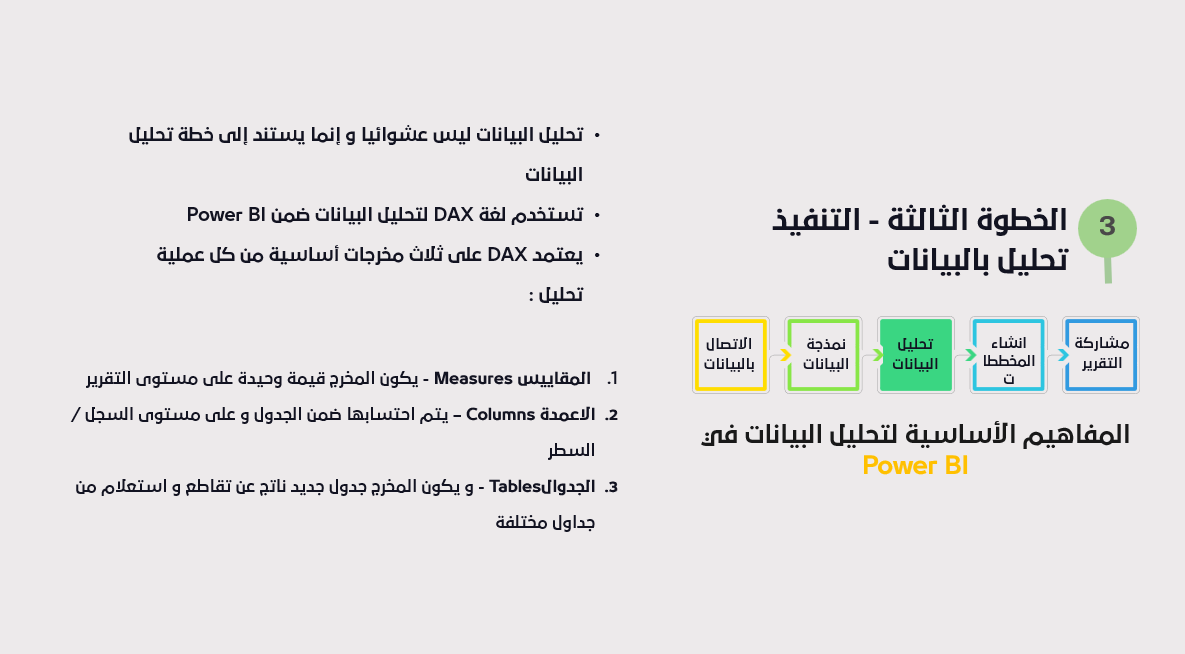 3
الخطوة الثالثة - التنفيذ
تحليل بالبيانات
مشاركة
التقرير
انشاء
المخططا
ت
تحليل
البيانات
نمذجة
البيانات
الاتصال
بالبيانات
المفاهيم الأساسية لتحليل البيانات في
Power BI
• تحليل البيانات ليس عشوائيا و إنما يستند إلى خطة تحليل
البيانات
• تستخدم لغة DAX لتحليل البيانات ضمن Power BI
• يعتمد DAX على ثلاث مخرجات أساسية من كل عملية
تحليل :
1. المقاييس Measures - يكون المخرج قيمة وحيدة على مستوى التقرير
2. الاعمدة Columns – يتم احتسابها ضمن الجدول و على مستوى السجل /
السطر
3. الجدوالTables - و يكون المخرج جدول جديد ناتج عن تقاطع و استعلام من
جداول مختلفة